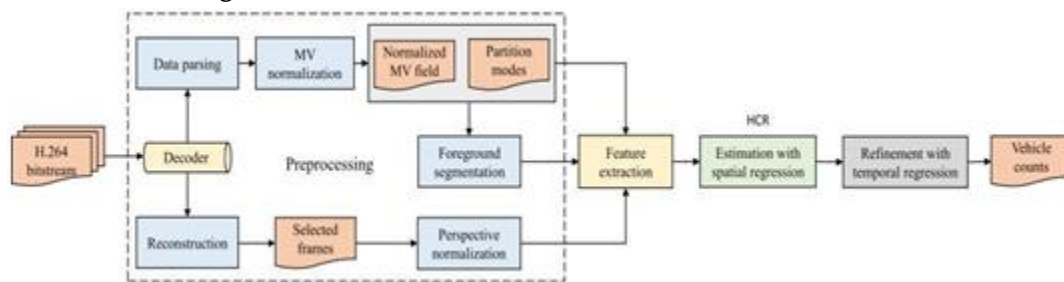 Data parsing
MV
normalization
Normalized
MV field
Partition
modes
H.264
bitstream
Decoder
Preprocessing
Foreground
segmentation
Feature
extraction
HCR
Estimation with
spatial regression
Refinement with
temporal regression
Vehicle
counts
Reconstruction
Selected
frames
Perspective
normalization